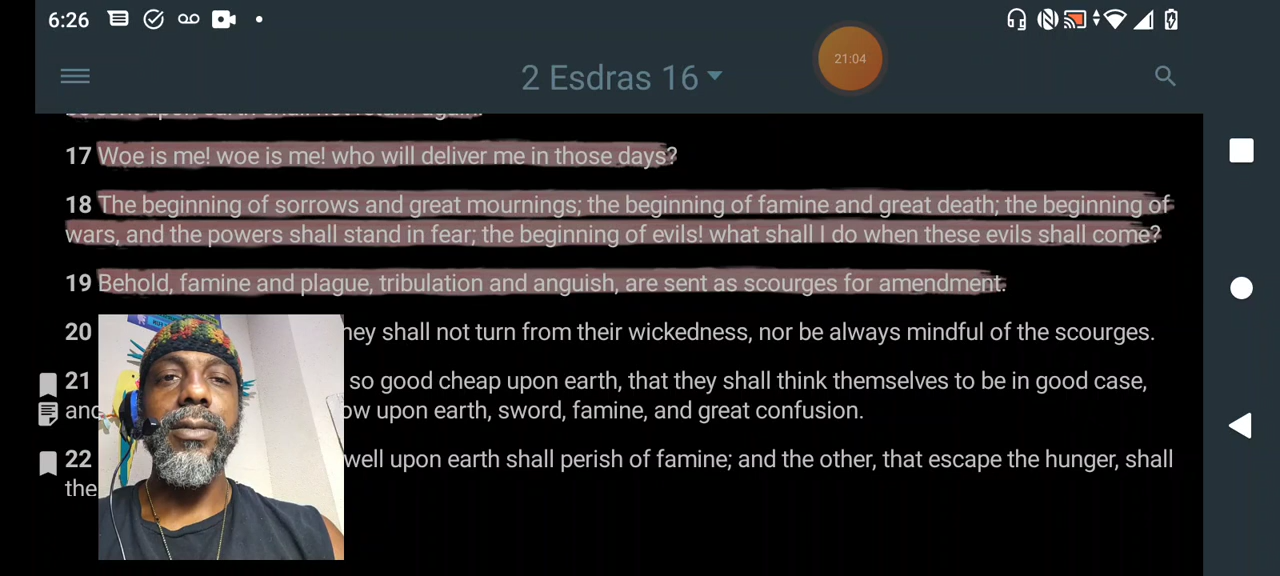 6:26
21:04
2 Esdras 16
17 Woe is me! woe is me! who will deliver me in those days?
18 The beginning of sorrows and great mournings; the beginning of famine and great death; the beginning of
wars, and the powers shall stand in fear; the beginning of evils! what shall I do when these evils shall come?
19 Behold, famine and plague, tribulation and anguish, are sent as scourges for amendment.
20 shall not turn from their wickedness, nor be always mindful of the scourges.
21 so good cheap upon earth, that they shall think themselves to be in good case,
upon earth, sword, famine, and great confusion.
22 upon earth shall perish of famine; and the other, that escape the hunger, shall